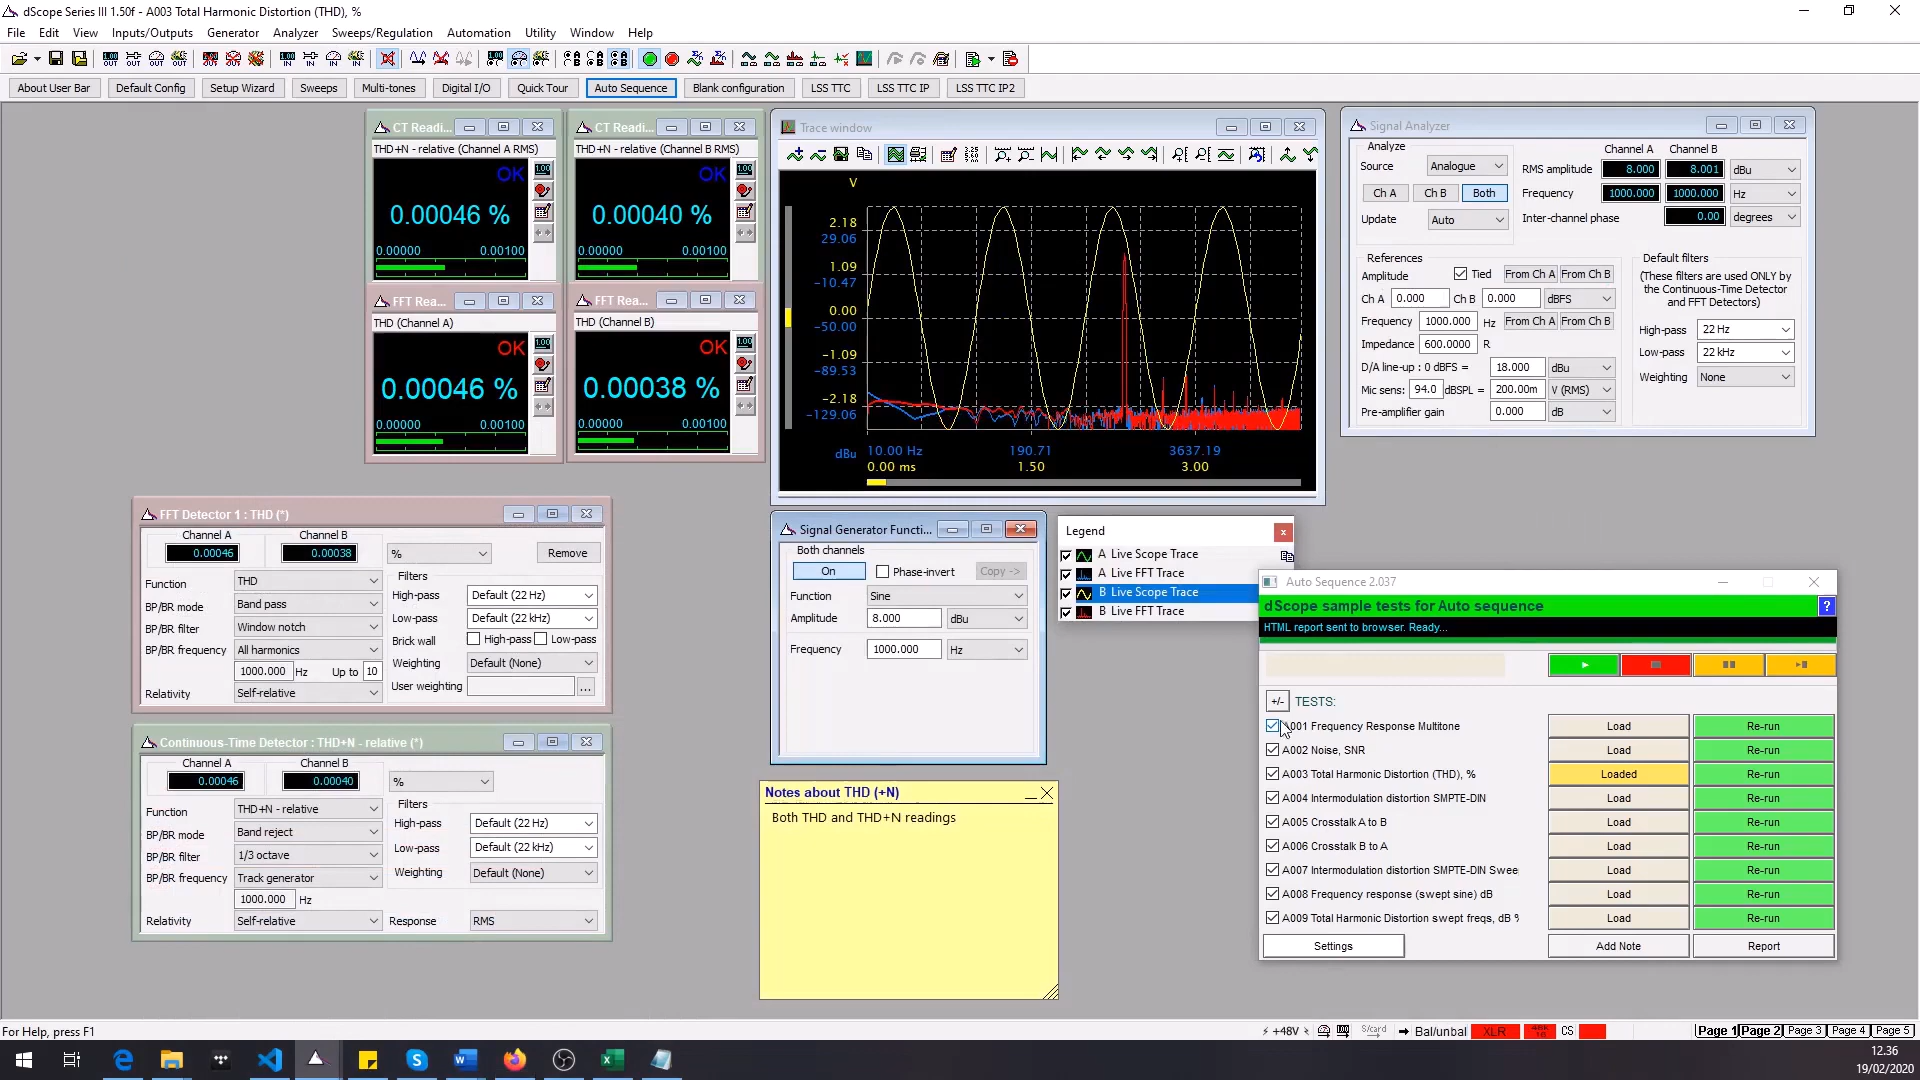 dScope Series III 1.50f - A003 Total Harmonic Distortion (THD), %
File Edit View Inputs/Outputs Generator Analyzer Sweeps/Regulation Automation Utility Window Help
About User Bar Default Config Setup Wizard Sweeps Multi-tones Digital I/O Quick Tour Auto Sequence Blank configuration LSS TTC LSS TTC IP LSS TTC IP2
CT Readi...
THD+N - relative (Channel A RMS)
OK
0.00046 %
0.00000 0.00100
CT Readi...
THD+N - relative (Channel B RMS)
OK
0.00040 %
0.00000 0.00100
FFT Rea...
THD (Channel A)
OK
0.00046 %
0.00000 0.00100
FFT Rea...
THD (Channel B)
OK
0.00038 %
0.00000 0.00100
Trace window
V
2.18
29.06
1.09
-10.47
0.00
-50.00
-1.09
-89.53
-2.18
-129.06
dBu 10.00 Hz 190.71 3637.19
0.00 ms 1.50 3.00
Signal Analyzer
Analyze
Source Analogue
Ch A Ch B Both
Update Auto
Channel A Channel B
RMS amplitude 8.000 8.001 dBu
Frequency 1000.000 1000.000 Hz
Inter-channel phase 0.00 degrees
References
Amplitude Tied From Ch A From Ch B
Ch A 0.000 Ch B 0.000 dBFS
Frequency 1000.000 Hz From Ch A From Ch B
Impedance 600.0000 R
D/A line-up : 0 dBFS = 18.000 dBu
Mic sens: 94.0 dBSPL = 200.00m V (RMS)
Pre-amplifier gain 0.000 dB
Default filters
(These filters are used ONLY by
the Continuous-Time Detector
and FFT Detectors)
High-pass 22 Hz
Low-pass 22 kHz
Weighting None
FFT Detector 1 : THD (*)
Channel A Channel B
0.00046 0.00038 % Remove
Function THD
BP/BR mode Band pass
BP/BR filter Window notch
BP/BR frequency All harmonics
1000.000 Hz Up to 10
Relativity Self-relative
Filters
High-pass Default (22 Hz)
Low-pass Default (22 kHz)
Brick wall High-pass Low-pass
Weighting Default (None)
User weighting ...
Continuous-Time Detector : THD+N - relative (*)
Channel A Channel B
0.00046 0.00040 %
Function THD+N - relative
BP/BR mode Band reject
BP/BR filter 1/3 octave
BP/BR frequency Track generator
1000.000 Hz
Relativity Self-relative
Filters
High-pass Default (22 Hz)
Low-pass Default (22 kHz)
Weighting Default (None)
Response RMS
Signal Generator Functi...
Both channels
On Phase-invert Copy ->
Function Sine
Amplitude 8.000 dBu
Frequency 1000.000 Hz
Legend
A Live Scope Trace
A Live FFT Trace
B Live Scope Trace
B Live FFT Trace
Notes about THD (+N)
Both THD and THD+N readings
Auto Sequence 2.037
dScope sample tests for Auto sequence ?
HTML report sent to browser. Ready...
+/- TESTS:
A001 Frequency Response Multitone Load Re-run
A002 Noise, SNR Load Re-run
A003 Total Harmonic Distortion (THD), % Loaded Re-run
A004 Intermodulation distortion SMPTE-DIN Load Re-run
A005 Crosstalk A to B Load Re-run
A006 Crosstalk B to A Load Re-run
A007 Intermodulation distortion SMPTE-DIN Swee Load Re-run
A008 Frequency response (swept sine) dB Load Re-run
A009 Total Harmonic Distortion swept freqs, dB % Load Re-run
Settings Add Note Report
For Help, press F1
+48V S/card Bal/unbal XLR CS Page 1 Page 2 Page 3 Page 4 Page 5
12.36
19/02/2020